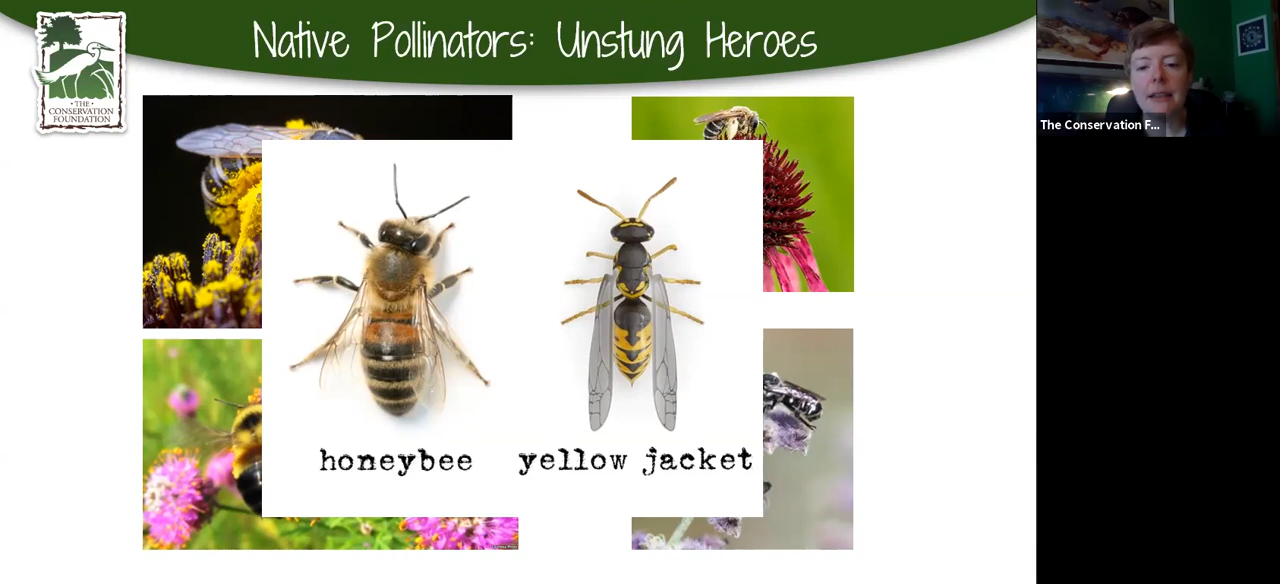 Native Pollinators: Unstung Heroes
THE
CONSERVATION
FOUNDATION
The Conservation F...
honeybee
yellow jacket